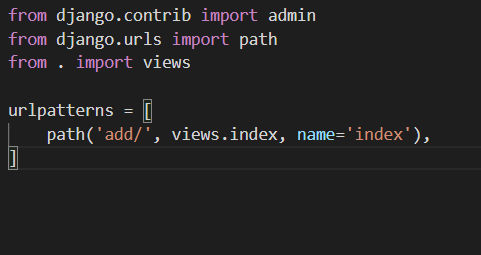 from django.contrib import admin
from django.urls import path
from . import views

urlpatterns = [
    path('add/', views.index, name='index'),
]